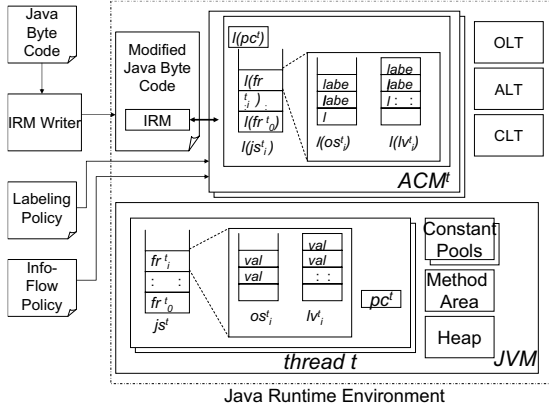 Java
Byte
Code
IRM Writer
Labeling
Policy
Info-
Flow
Policy
Modified
Java Byte
Code
IRM
l(pc^t)
l(fr
t
:i ) :
l(fr^t_0)
l(js^t_i)
labe
labe
l
l(os^t_i)
labe
labe
l : :
l(lv^t_i)
ACM^t
OLT
ALT
CLT
fr^t_i
: :
fr^t_0
js^t
val
val
os^t_i
val
val
: :
lv^t_i
pc^t
thread t
Constant
Pools
Method
Area
Heap
JVM
Java Runtime Environment